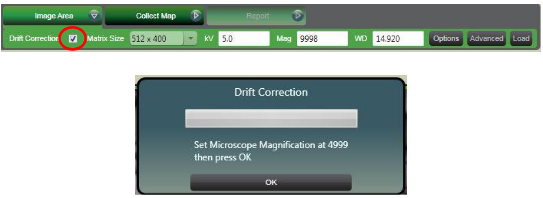 Image Area Collect Map Report
Drift Correction Matrix Size 512 x 400 kV 5.0 Mag 9998 WD 14.920 Options Advanced Load
Drift Correction
Set Microscope Magnification at 4999
then press OK
OK